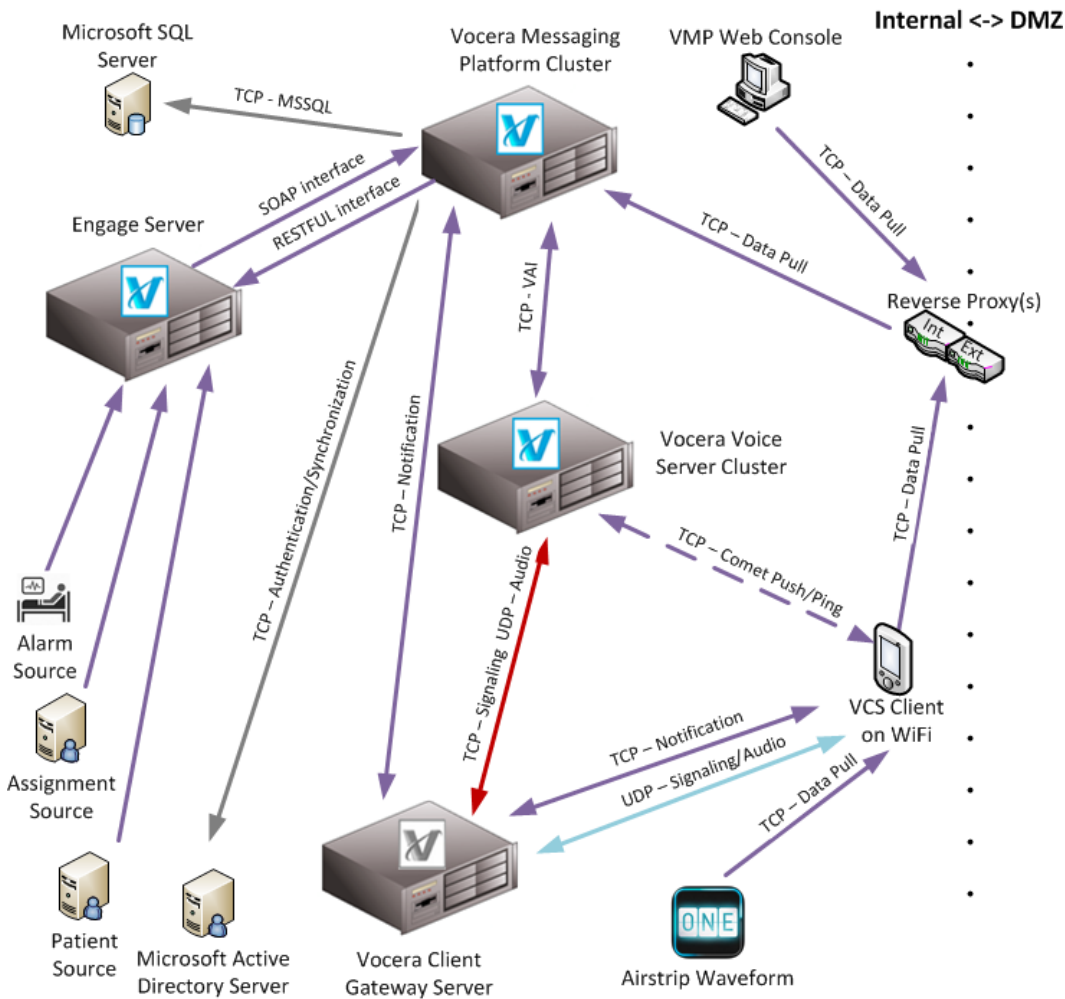 Internal <-> DMZ
Microsoft SQL
Server
Vocera Messaging
Platform Cluster
VMP Web Console
TCP - MSSQL
TCP – Data Pull
SOAP interface
RESTFUL interface
Engage Server
TCP – Data Pull
TCP - VAI
Reverse Proxy(s)
Int
Ext
TCP – Authentication/Synchronization
TCP – Notification
Vocera Voice
Server Cluster
TCP – Data Pull
TCP – Comet Push/Ping
TCP – Signaling UDP – Audio
Alarm
Source
VCS Client
on WiFi
TCP – Notification
UDP – Signaling/Audio
TCP – Data Pull
Assignment
Source
Patient
Source
Microsoft Active
Directory Server
Vocera Client
Gateway Server
ONE
Airstrip Waveform